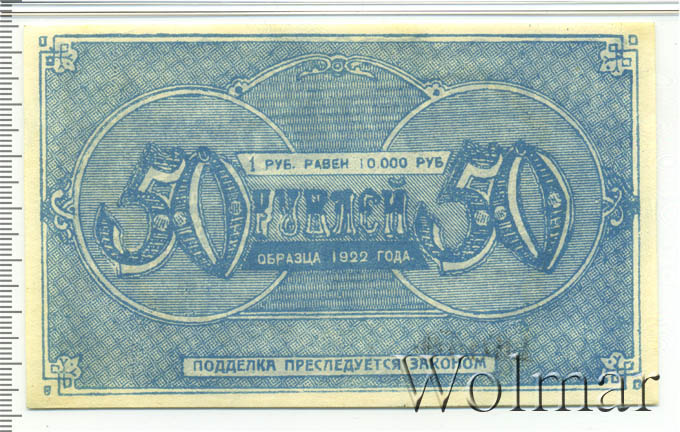 1 РУБ. РАВЕН 10.000 РУБ
50 РУБЛЕЙ 50
ОБРАЗЦА 1922 ГОДА.
ПОДДЕЛКА ПРЕСЛЕДУЕТСЯ ЗАКОНОМ
Wolmar